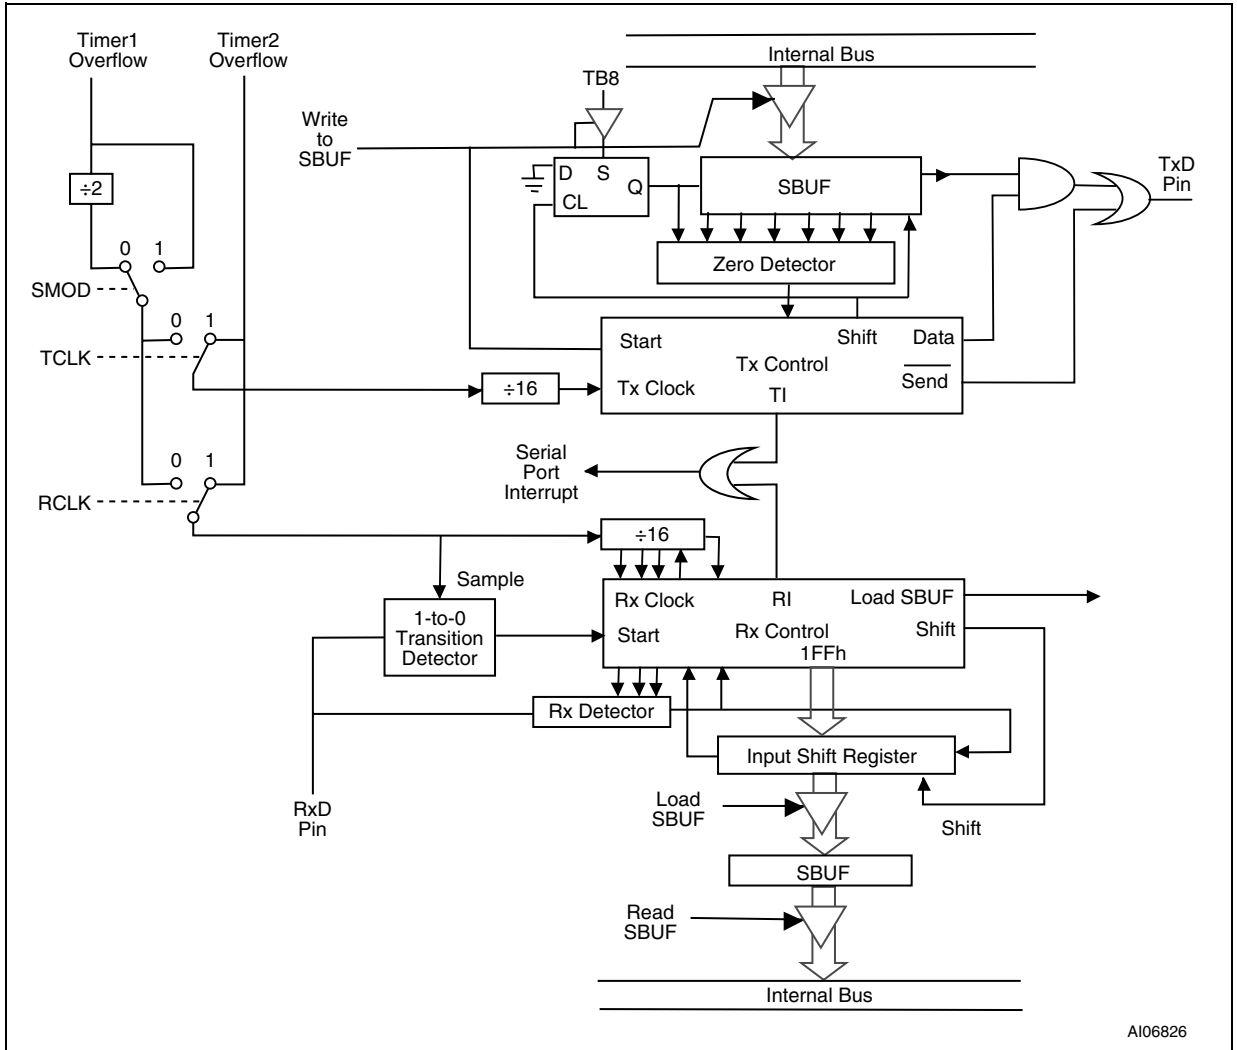 Timer1
Overflow
Timer2
Overflow
Internal Bus
TB8
Write
to
SBUF
÷2
D S
Q
CL
SBUF
TxD
Pin
Zero Detector
0 1
SMOD
0 1
TCLK
Start
Shift
Data
Tx Control
Send
Tx Clock
TI
÷16
Serial
Port
Interrupt
0 1
RCLK
÷16
Sample
1-to-0
Transition
Detector
Rx Clock
RI
Load SBUF
Start
Rx Control
Shift
1FFh
Rx Detector
Input Shift Register
RxD
Pin
Load
SBUF
Shift
SBUF
Read
SBUF
Internal Bus
AI06826